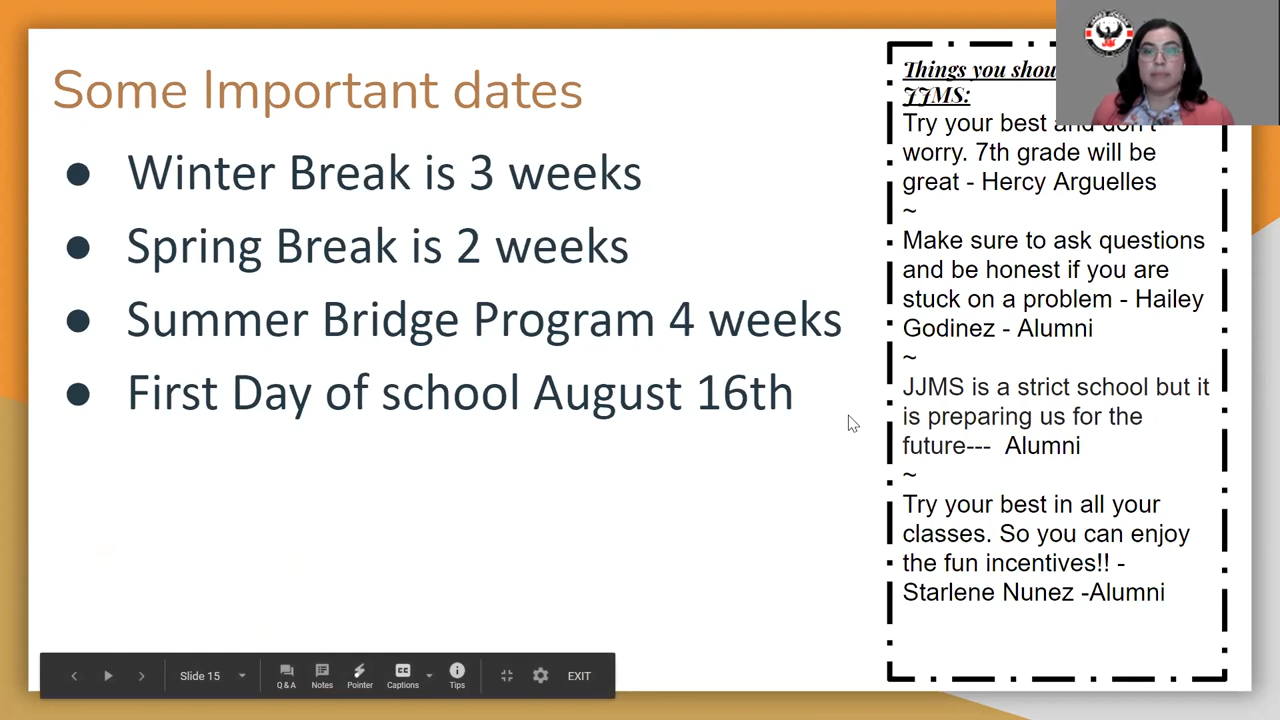 Some Important dates
● Winter Break is 3 weeks
● Spring Break is 2 weeks
● Summer Bridge Program 4 weeks
● First Day of school August 16th
Things you shou
JJMS:
Try your best and don't
worry. 7th grade will be
great - Hercy Arguelles
~
Make sure to ask questions
and be honest if you are
stuck on a problem - Hailey
Godinez - Alumni
~
JJMS is a strict school but it
is preparing us for the
future--- Alumni
~
Try your best in all your
classes. So you can enjoy
the fun incentives!! -
Starlene Nunez -Alumni
Slide 15
Q & A
Notes
Pointer
CC
Captions
Tips
EXIT